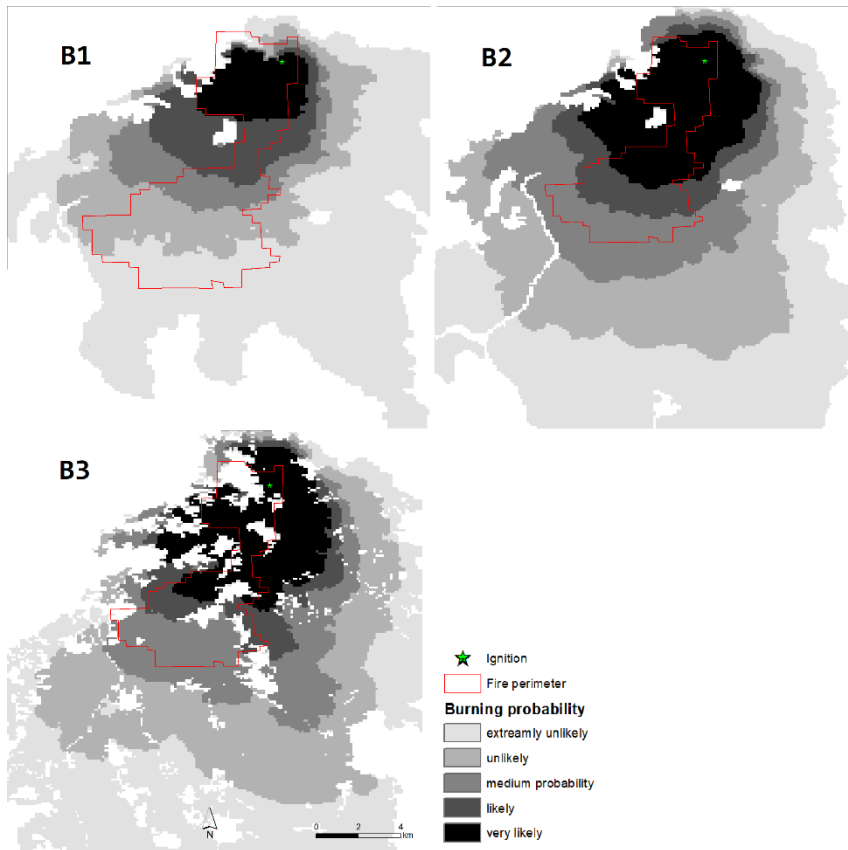 B1
B2
B3
Ignition
Fire perimeter
Burning probability
extreamly unlikely
unlikely
medium probability
likely
very likely
N
0 2 4
km